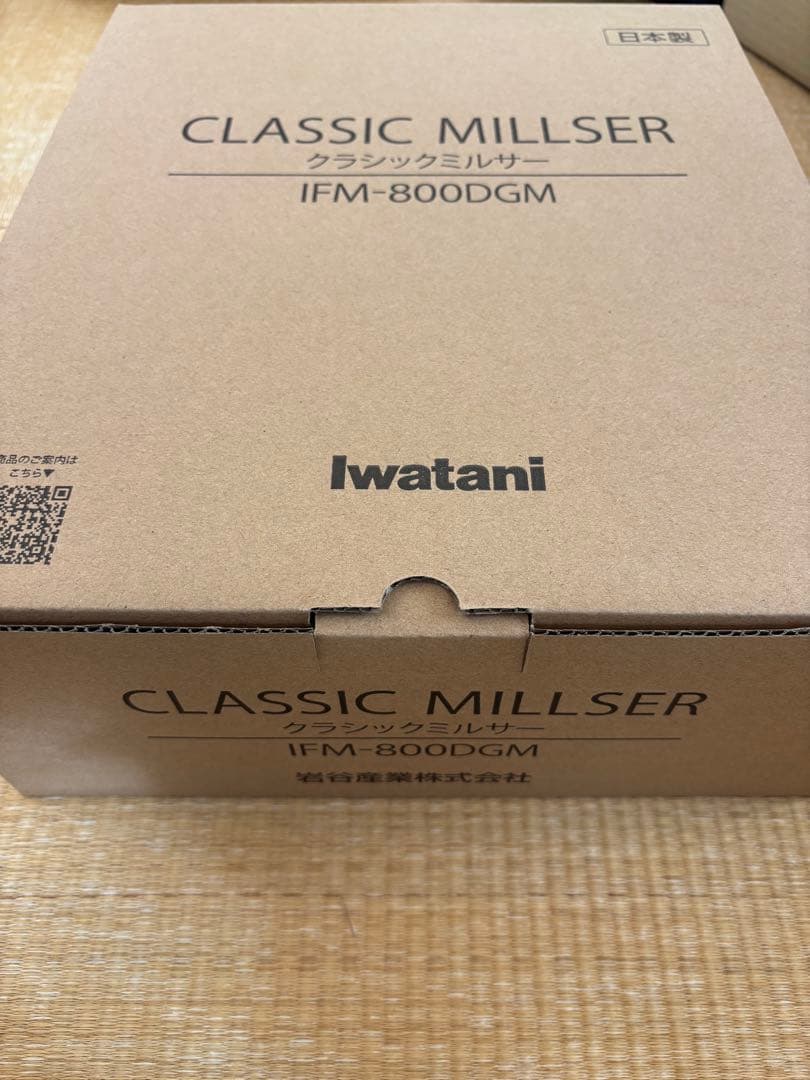 日本製
CLASSIC MILLSER
クラシックミルサー
IFM-800DGM
商品のご案内は
こちら▼
Iwatani
CLASSIC MILLSER
クラシックミルサー
IFM-800DGM
岩谷産業株式会社